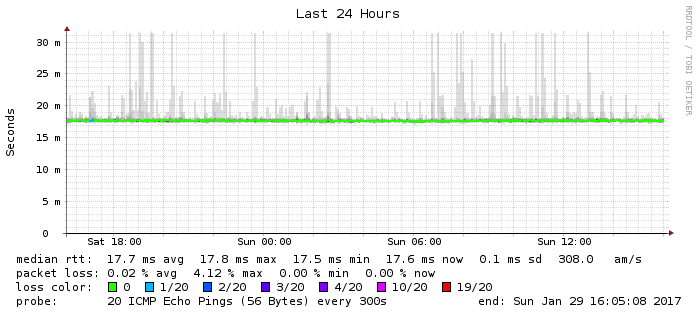 Last 24 Hours
RRDTOOL / TOBI OETIKER
Seconds
30 m
25 m
20 m
15 m
10 m
5 m
0
Sat 18:00 Sun 00:00 Sun 06:00 Sun 12:00
median rtt: 17.7 ms avg 17.8 ms max 17.5 ms min 17.6 ms now 0.1 ms sd 308.0 am/s
packet loss: 0.02 % avg 4.12 % max 0.00 % min 0.00 % now
loss color: 0 1/20 2/20 3/20 4/20 10/20 19/20
probe: 20 ICMP Echo Pings (56 Bytes) every 300s end: Sun Jan 29 16:05:08 2017